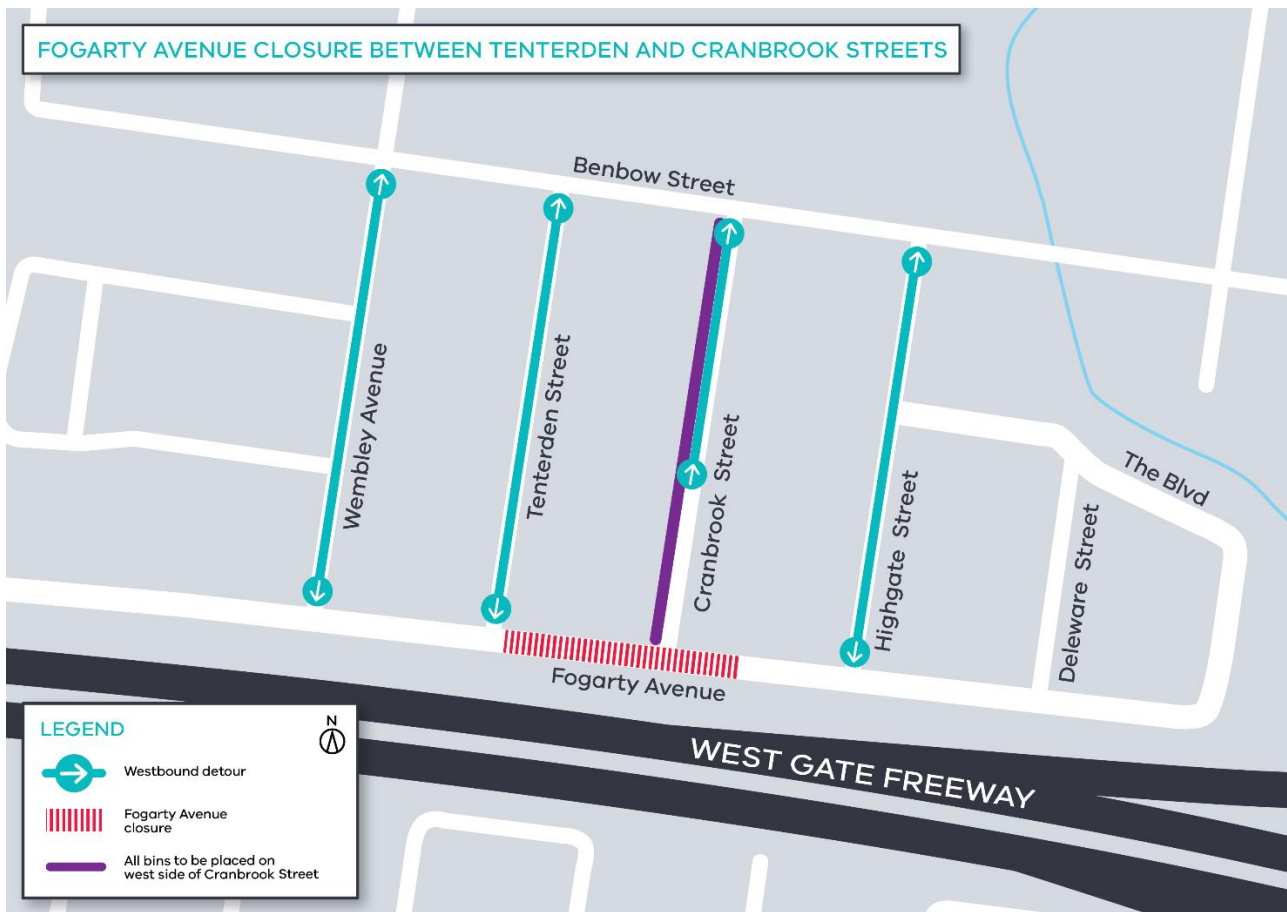 FOGARTY AVENUE CLOSURE BETWEEN TENTERDEN AND CRANBROOK STREETS
Benbow Street
Wembley Avenue
Tenterden Street
Cranbrook Street
Highgate Street
The Blvd
Deleware Street
Fogarty Avenue
WEST GATE FREEWAY
LEGEND
N
Westbound detour
Fogarty Avenue
closure
All bins to be placed on
west side of Cranbrook Street